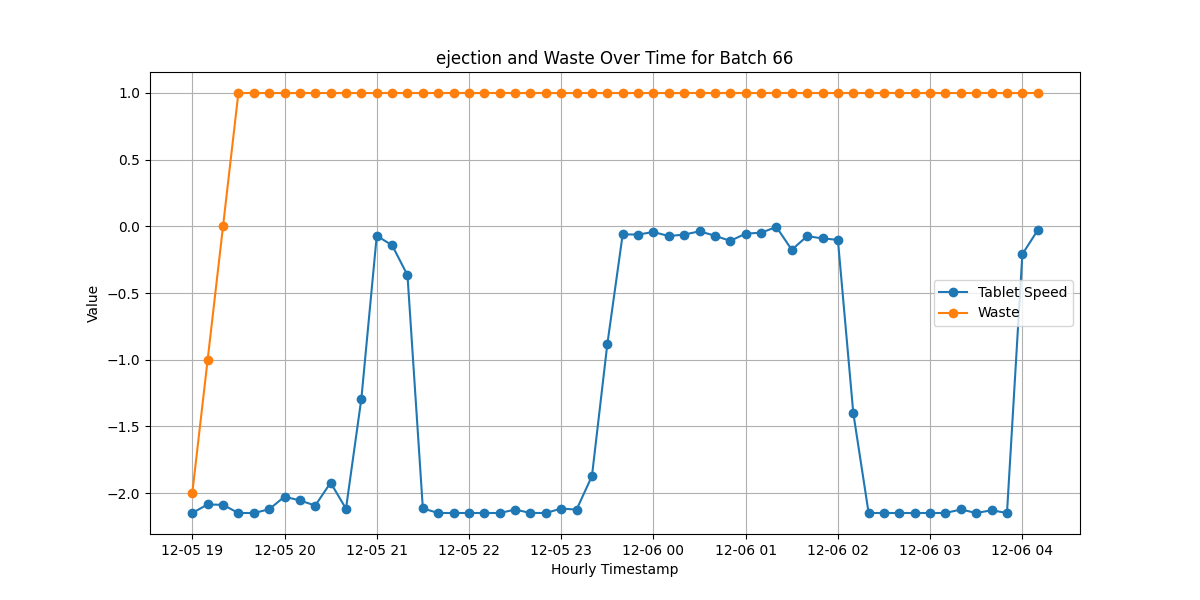 ejection and Waste Over Time for Batch 66
1.0
0.5
0.0
−0.5
−1.0
−1.5
−2.0
Value
Tablet Speed
Waste
12-05 19 12-05 20 12-05 21 12-05 22 12-05 23 12-06 00 12-06 01 12-06 02 12-06 03 12-06 04
Hourly Timestamp